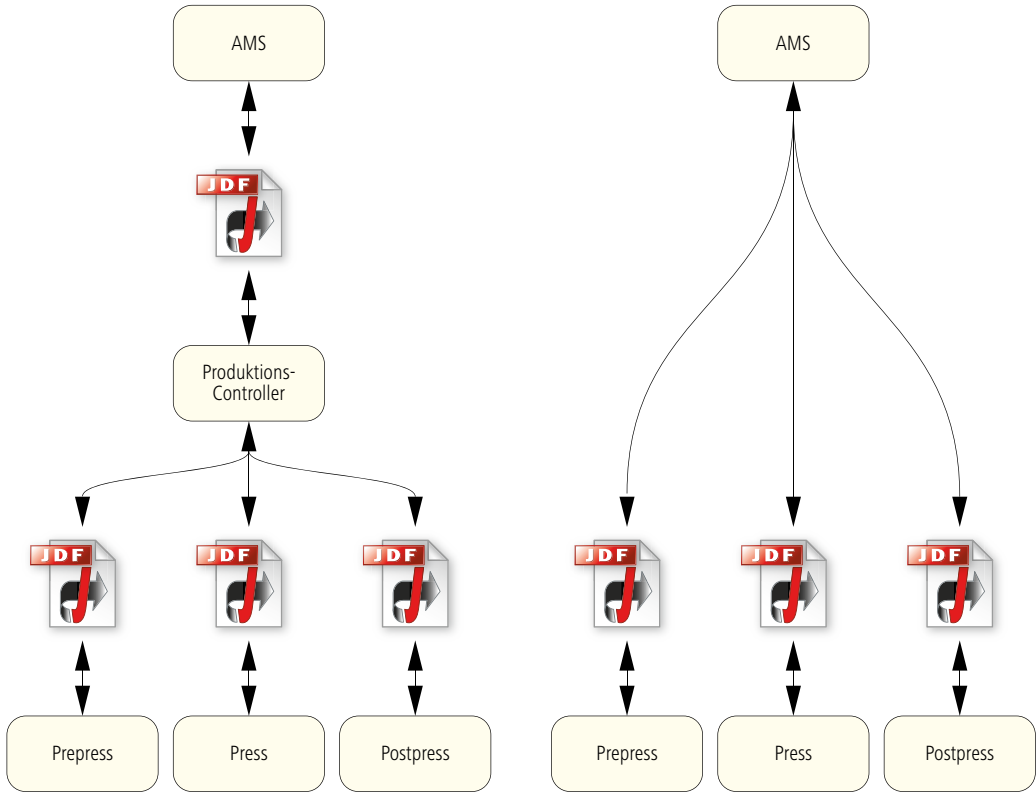 AMS
JDF
Produktions-
Controller
JDF
JDF
JDF
Prepress
Press
Postpress
AMS
JDF
JDF
JDF
Prepress
Press
Postpress